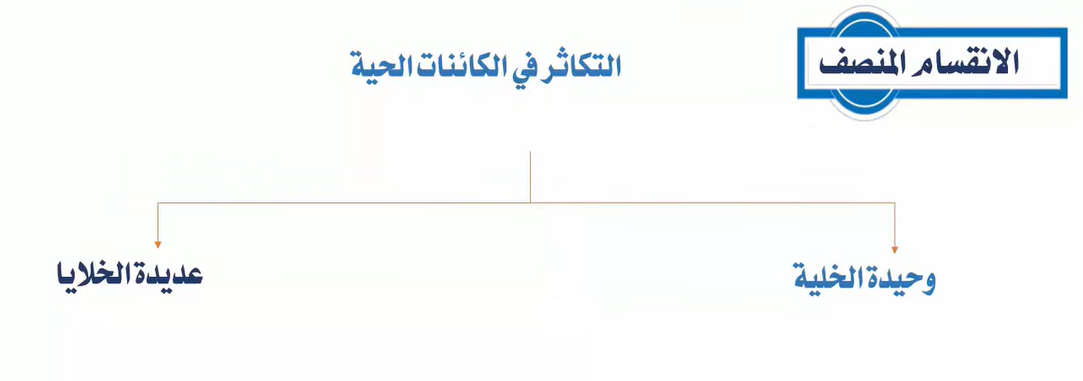 الانقسام المنصف
التكاثر في الكائنات الحية
وحيدة الخلية
عديدة الخلايا